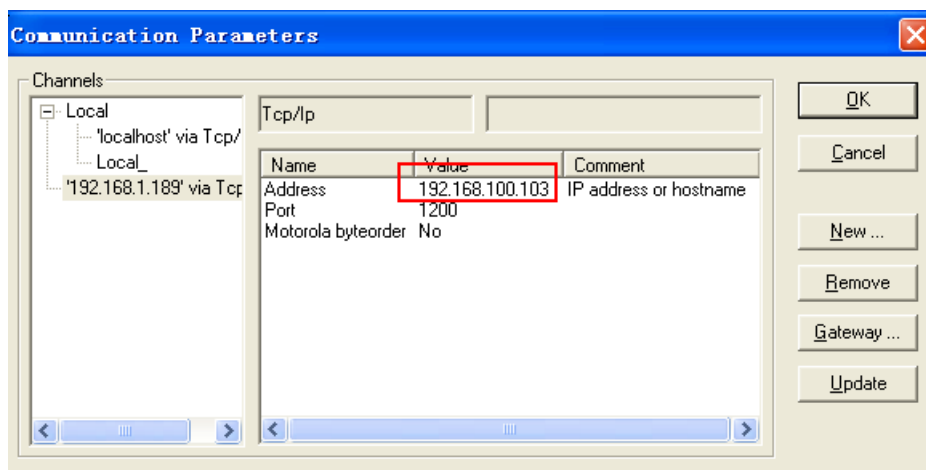 Communication Parameters
Channels
Local
'localhost' via Tcp/
Local_
'192.168.1.189' via Tcp
Tcp/Ip
Name Value Comment
Address 192.168.100.103 IP address or hostname
Port 1200
Motorola byteorder No
OK
Cancel
New ...
Remove
Gateway ...
Update